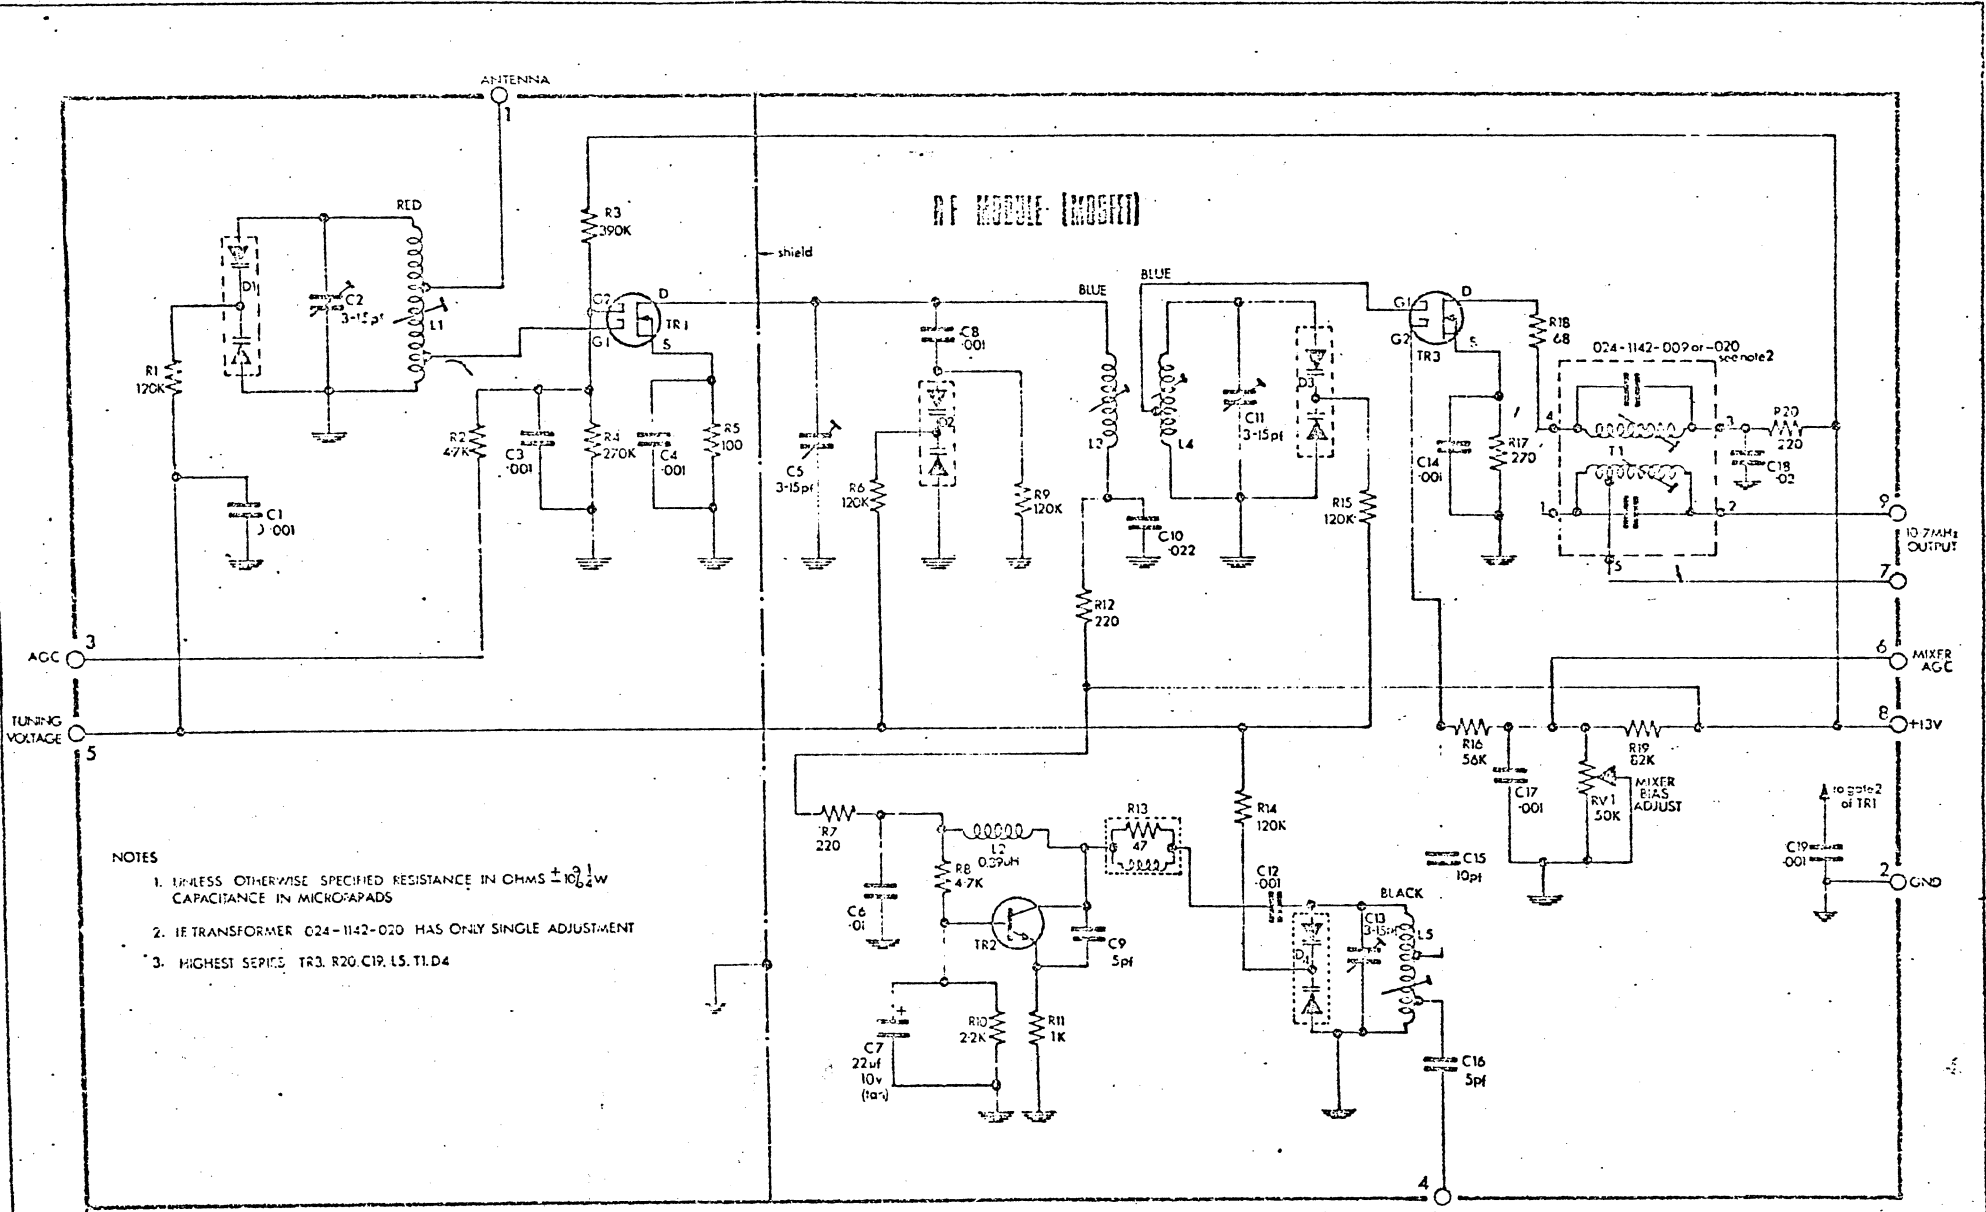 ANTENNA
1
RED
R3
390K
RF MODULE (MOSFET)
shield
D1
C2
3-15pf
L1
G2
D
TR1
G1
S
R1
120K
C1
.001
R2
4.7K
C3
.001
R4
270K
C4
.001
R5
100
C5
3-15pf
C8
.001
D2
R6
120K
R9
120K
BLUE
BLUE
L4
C10
.022
R12
220
C11
3-15pf
D3
R15
120K
G1
D
G2
TR3
S
R18
68
024-1142-009 or -020
see note 2
C14
.001
R17
270
4
3
T1
1
2
5
R20
220
C18
.02
9
10.7MHz
OUTPUT
7
6
MIXER
AGC
8
+13V
AGC
3
TUNING
VOLTAGE
5
R16
56K
C17
.001
RV1
50K
MIXER
BIAS
ADJUST
R19
82K
to gate 2
of TR1
C19
.001
2
GND
R7
220
C6
.01
L2
0.39uH
R8
4.7K
R13
47
TR2
C9
5pf
C7
22uf
10v
(tan)
+
R10
2.2K
R11
1K
R14
120K
C12
.001
C13
3-15pf
BLACK
L5
C15
10pf
C16
5pf
4
NOTES
1. UNLESS OTHERWISE SPECIFIED RESISTANCE IN OHMS ±10% ¼W
CAPACITANCE IN MICROFARADS
2. IF TRANSFORMER 024-1142-020 HAS ONLY SINGLE ADJUSTMENT
3. HIGHEST SERIES TR3, R20, C19, L5, T1, D4